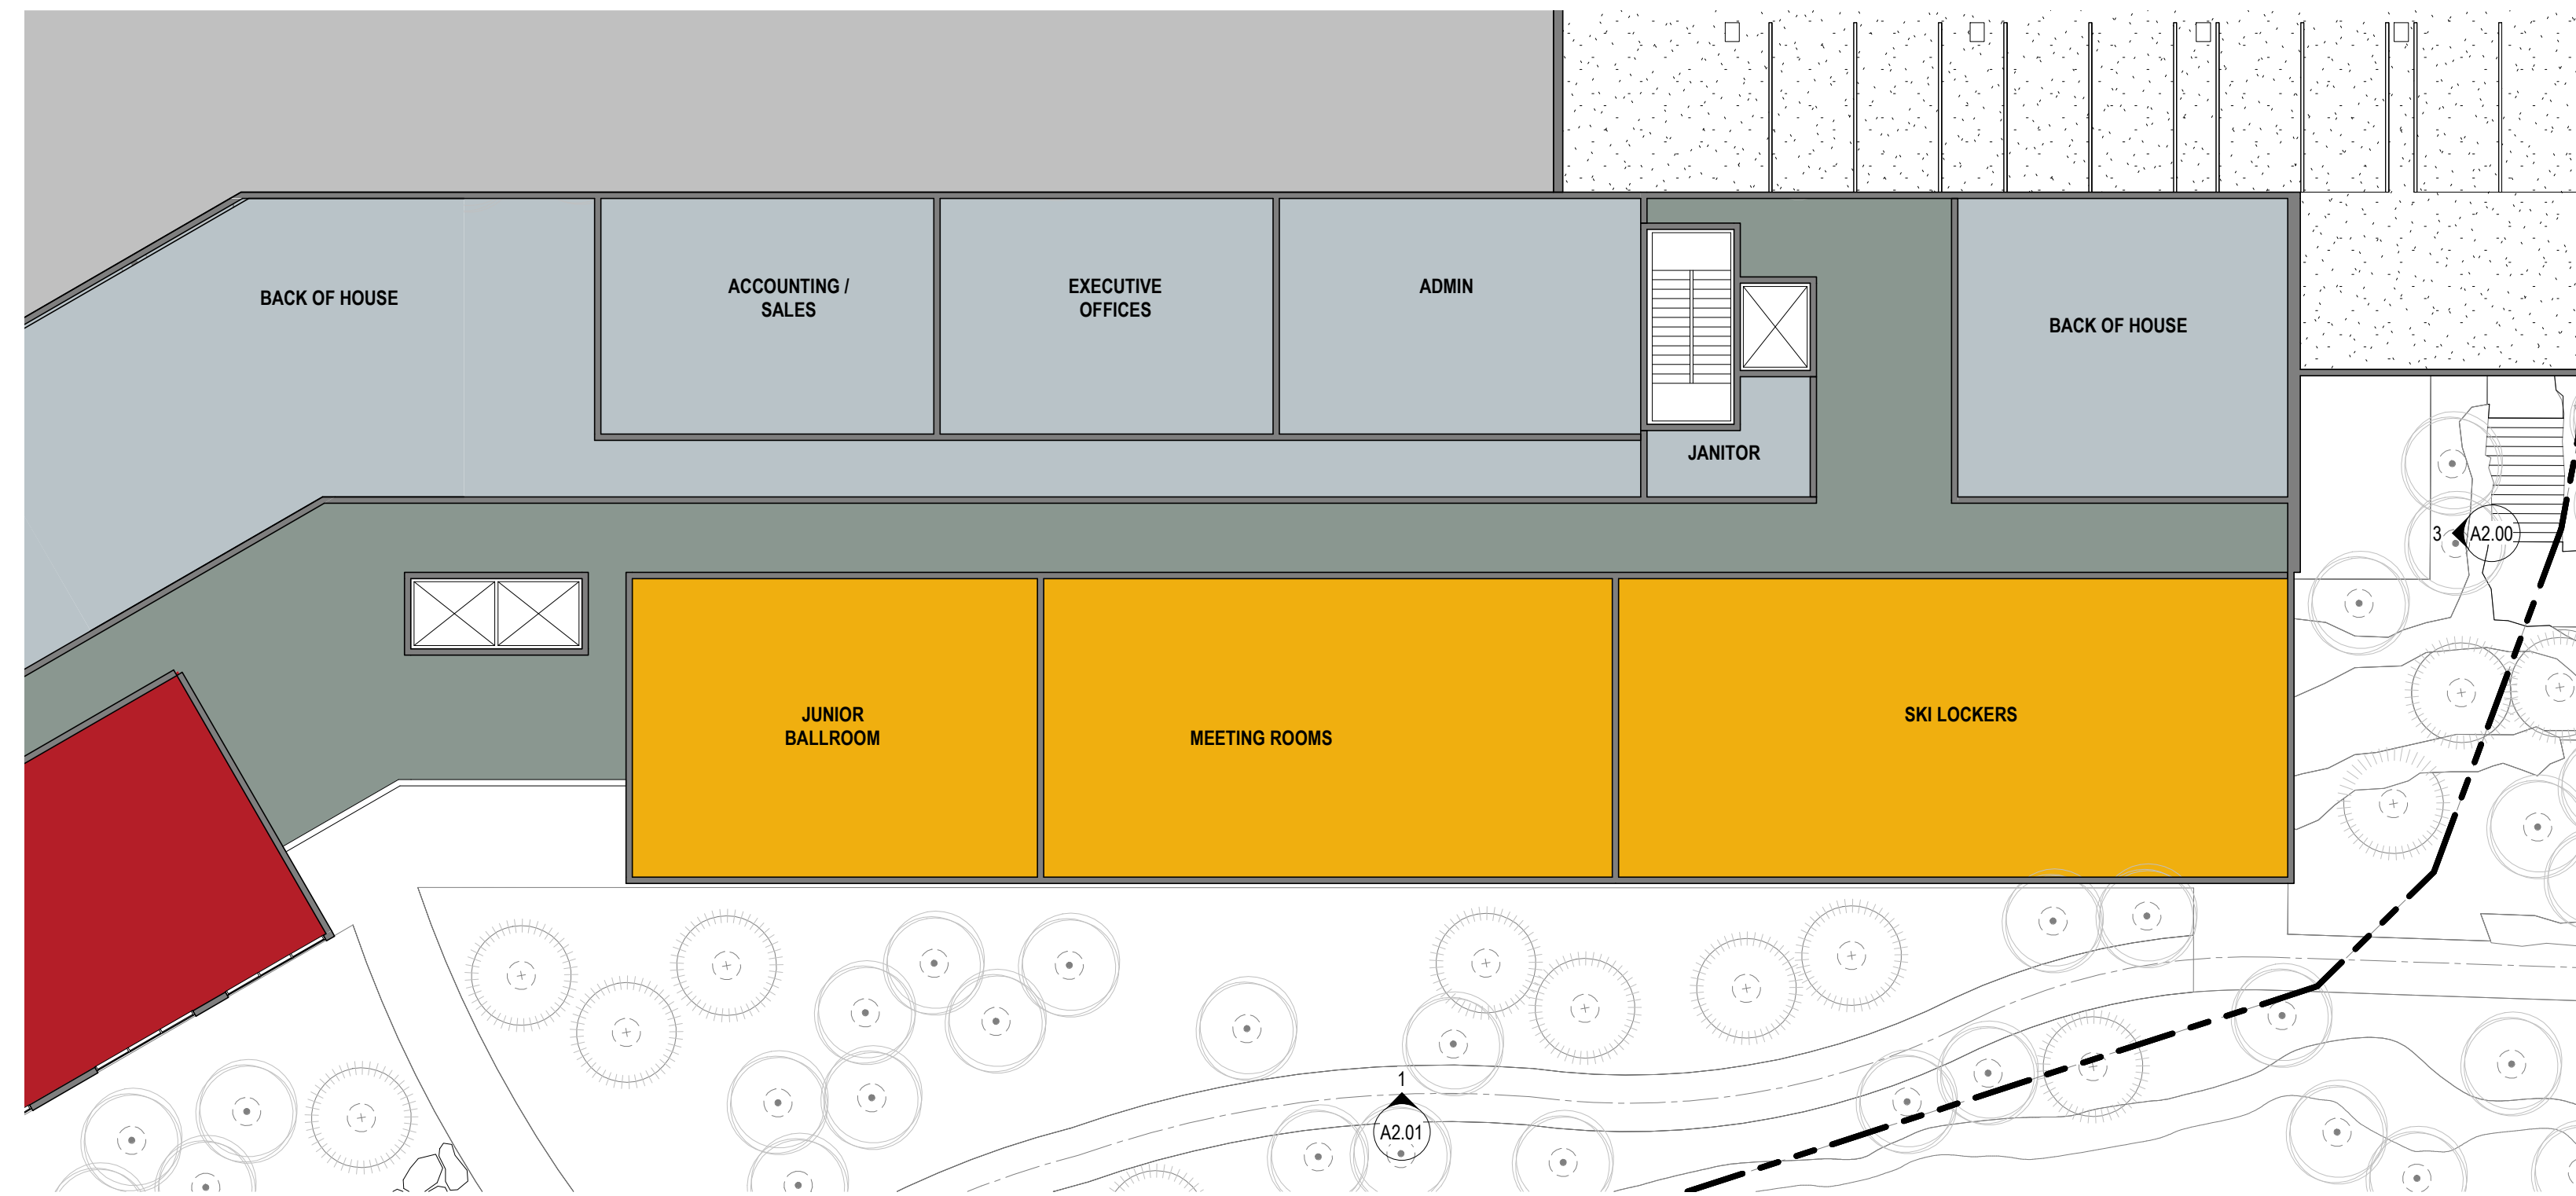 BACK OF HOUSE
ACCOUNTING /
SALES
EXECUTIVE
OFFICES
ADMIN
BACK OF HOUSE
JANITOR
3 A2.00
JUNIOR
BALLROOM
MEETING ROOMS
SKI LOCKERS
1
A2.01